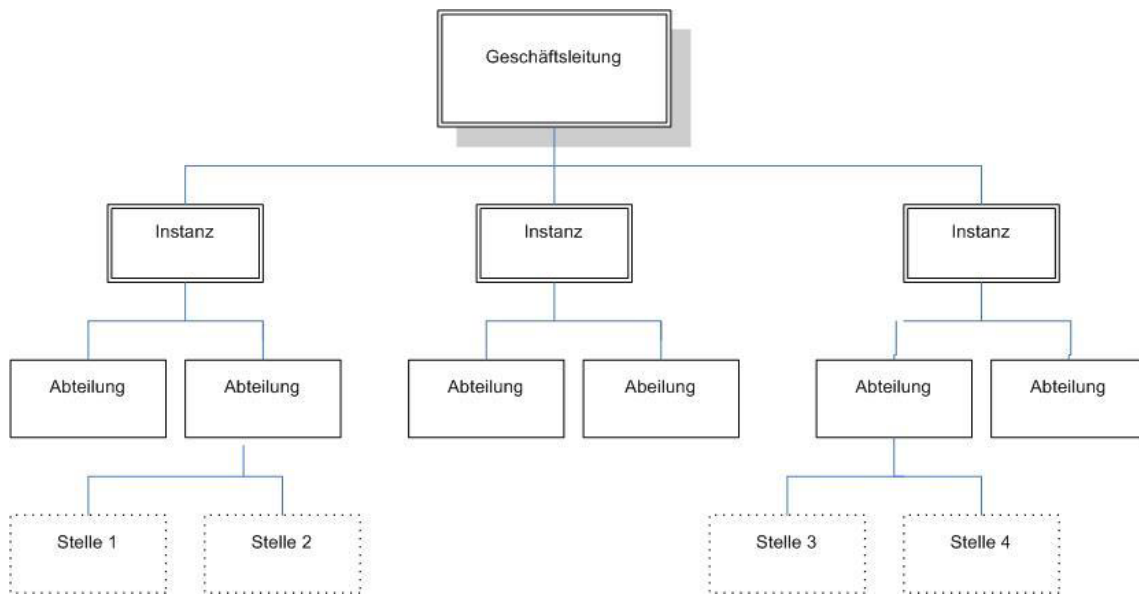 Geschäftsleitung
Instanz
Instanz
Instanz
Abteilung
Abteilung
Abteilung
Abeilung
Abteilung
Abteilung
Stelle 1
Stelle 2
Stelle 3
Stelle 4